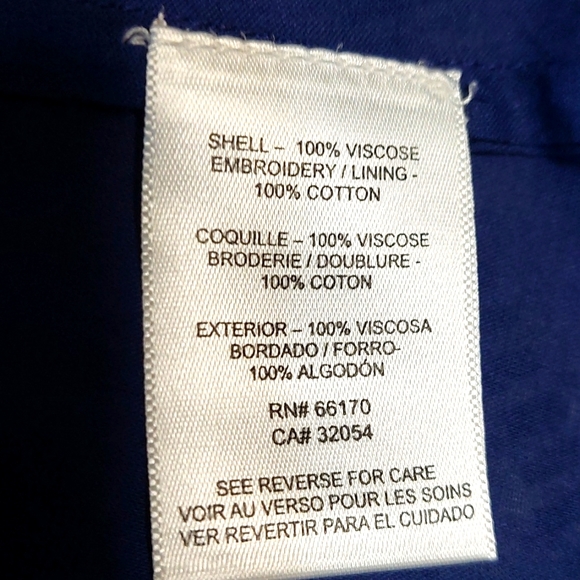 SHELL – 100% VISCOSE
EMBROIDERY / LINING -
100% COTTON
COQUILLE – 100% VISCOSE
BRODERIE / DOUBLURE -
100% COTON
EXTERIOR – 100% VISCOSA
BORDADO / FORRO-
100% ALGODÓN
RN# 66170
CA# 32054
SEE REVERSE FOR CARE
VOIR AU VERSO POUR LES SOINS
VER REVERTIR PARA EL CUIDADO